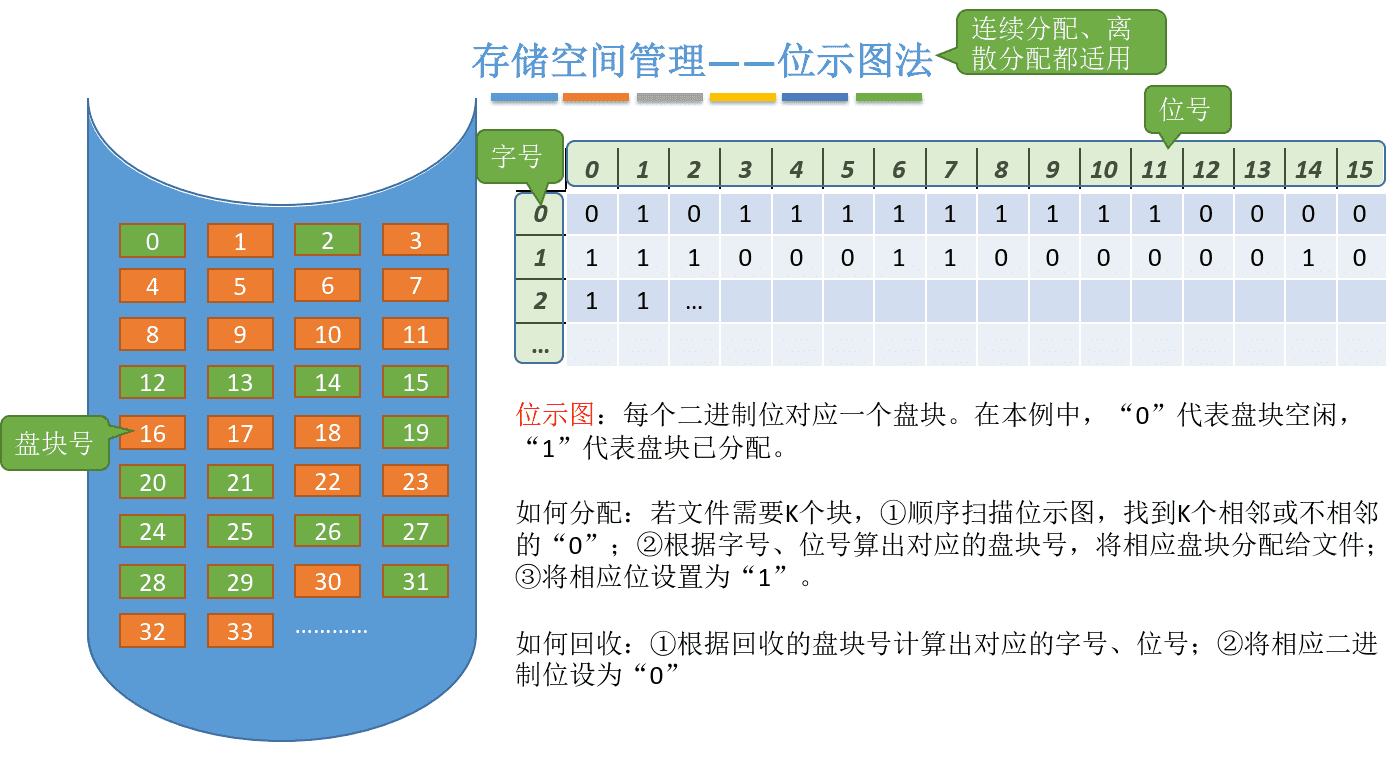 存储空间管理——位示图法
连续分配、离
散分配都适用
位号
字号
0 1 2 3 4 5 6 7 8 9 10 11 12 13 14 15
0 0 1 0 1 1 1 1 1 1 1 1 1 0 0 0 0
1 1 1 1 0 0 0 1 1 0 0 0 0 0 0 1 0
2 1 1 …
…
0 1 2 3
4 5 6 7
8 9 10 11
12 13 14 15
盘块号
16 17 18 19
20 21 22 23
24 25 26 27
28 29 30 31
32 33 …………
位示图：每个二进制位对应一个盘块。在本例中，“0”代表盘块空闲，
“1”代表盘块已分配。
如何分配：若文件需要K个块，①顺序扫描位示图，找到K个相邻或不相邻
的“0”；②根据字号、位号算出对应的盘块号，将相应盘块分配给文件；
③将相应位设置为“1”。
如何回收：①根据回收的盘块号计算出对应的字号、位号；②将相应二进
制位设为“0”